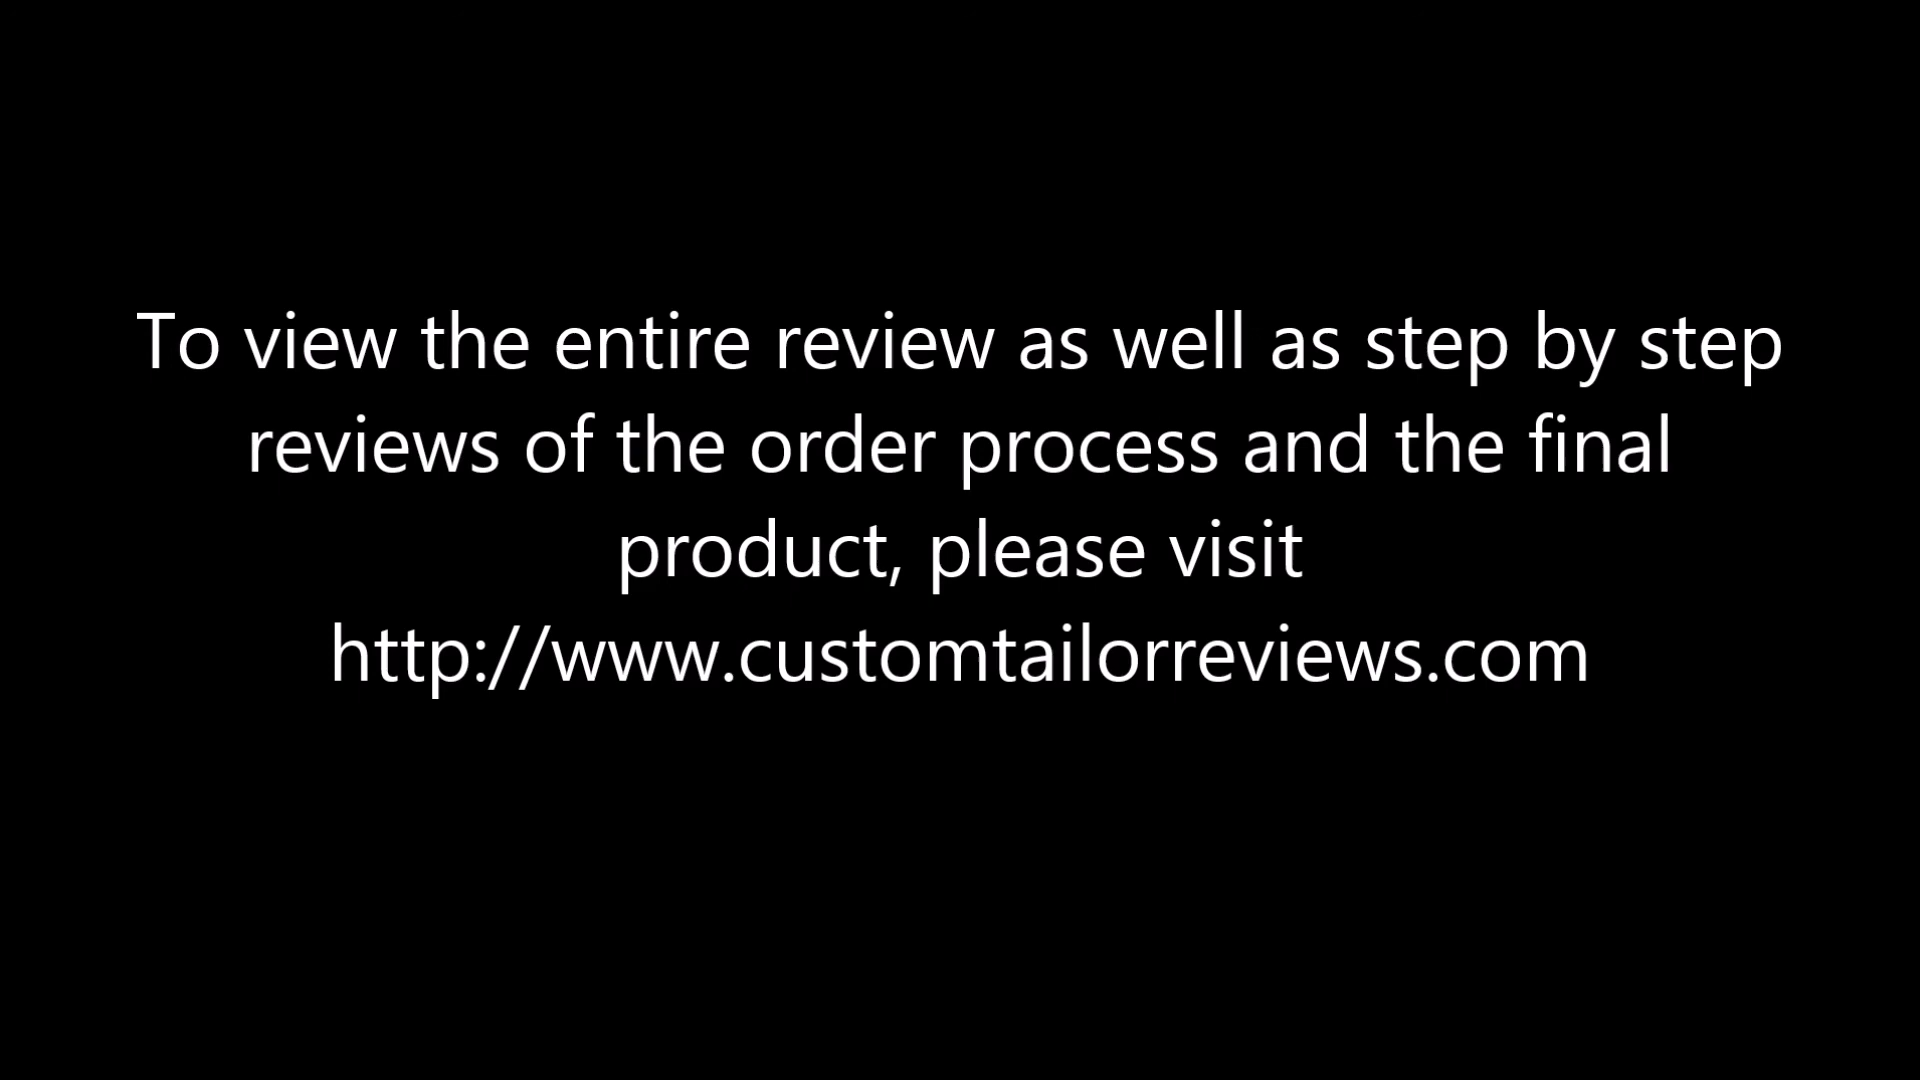 To view the entire review as well as step by step
reviews of the order process and the final
product, please visit
http://www.customtailorreviews.com